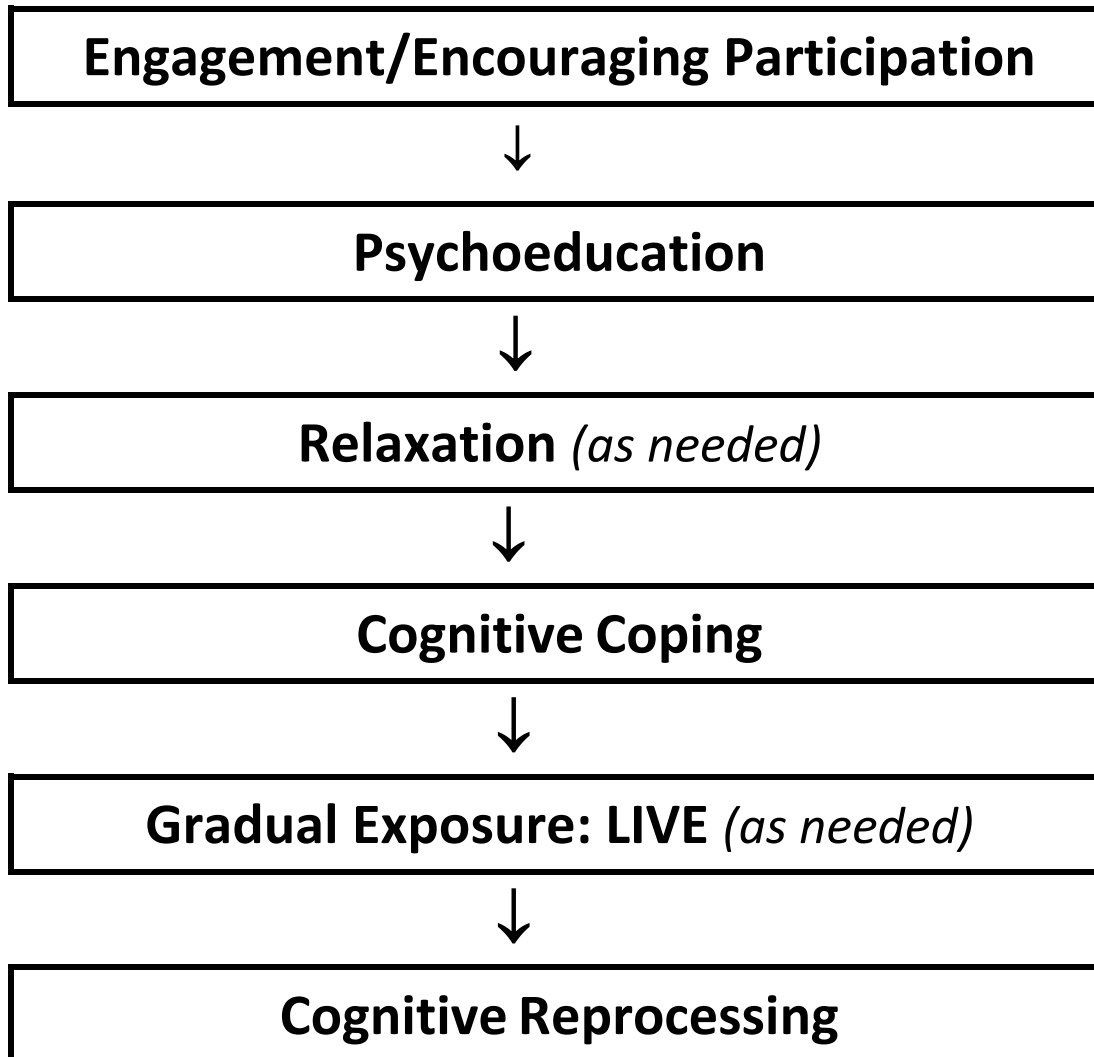 Engagement/Encouraging Participation
↓
Psychoeducation
↓
Relaxation (as needed)
↓
Cognitive Coping
↓
Gradual Exposure: LIVE (as needed)
↓
Cognitive Reprocessing